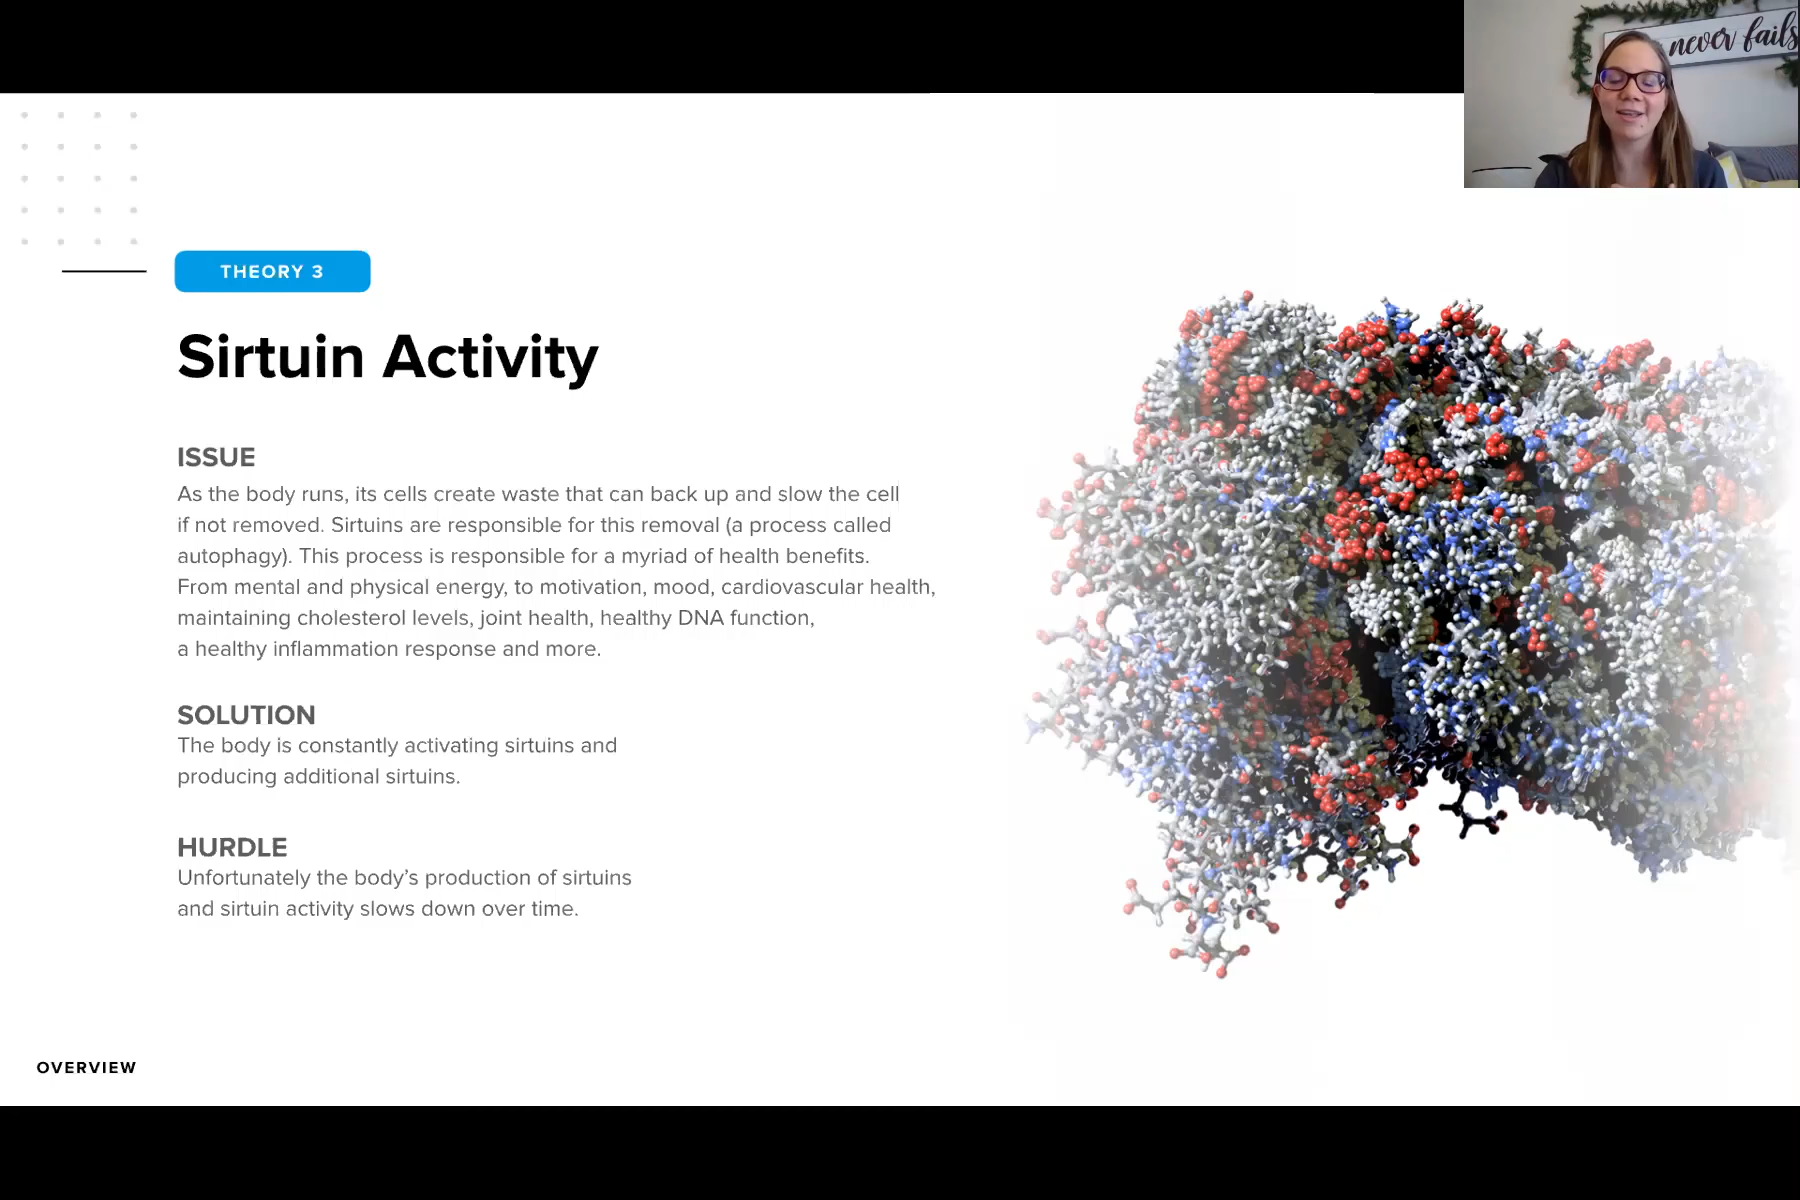 never fails
THEORY 3
Sirtuin Activity
ISSUE
As the body runs, its cells create waste that can back up and slow the cell
if not removed. Sirtuins are responsible for this removal (a process called
autophagy). This process is responsible for a myriad of health benefits.
From mental and physical energy, to motivation, mood, cardiovascular health,
maintaining cholesterol levels, joint health, healthy DNA function,
a healthy inflammation response and more.
SOLUTION
The body is constantly activating sirtuins and
producing additional sirtuins.
HURDLE
Unfortunately the body’s production of sirtuins
and sirtuin activity slows down over time.
OVERVIEW